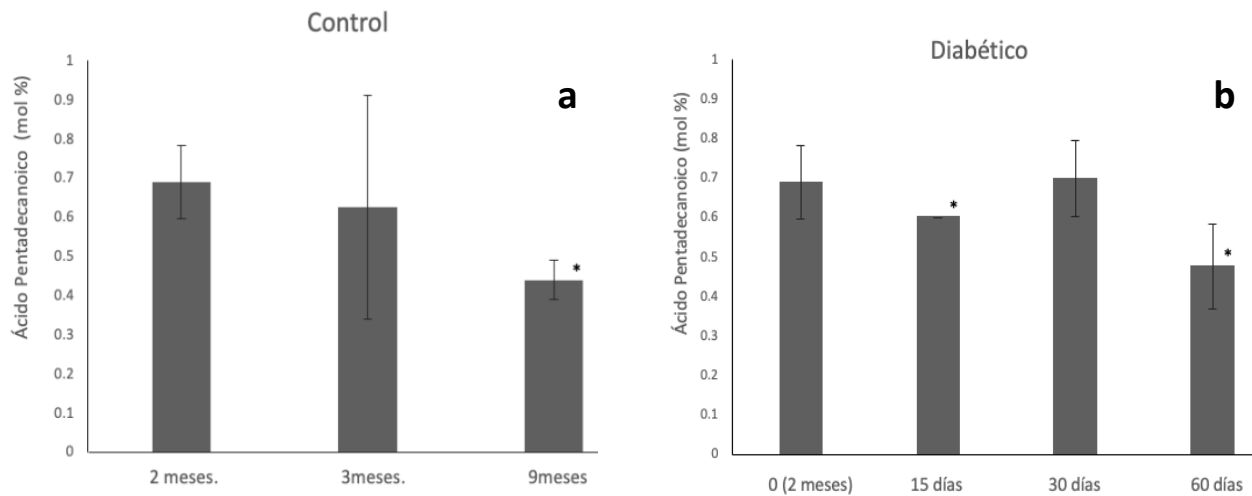 Control
a
Ácido Pentadecanoico (mol %)
1
0.9
0.8
0.7
0.6
0.5
0.4
0.3
0.2
0.1
0
*
2 meses.
3meses.
9meses
Diabético
b
Ácido Pentadecanoico (mol %)
1
0.9
0.8
0.7
0.6
0.5
0.4
0.3
0.2
0.1
0
*
*
0 (2 meses)
15 días
30 días
60 días